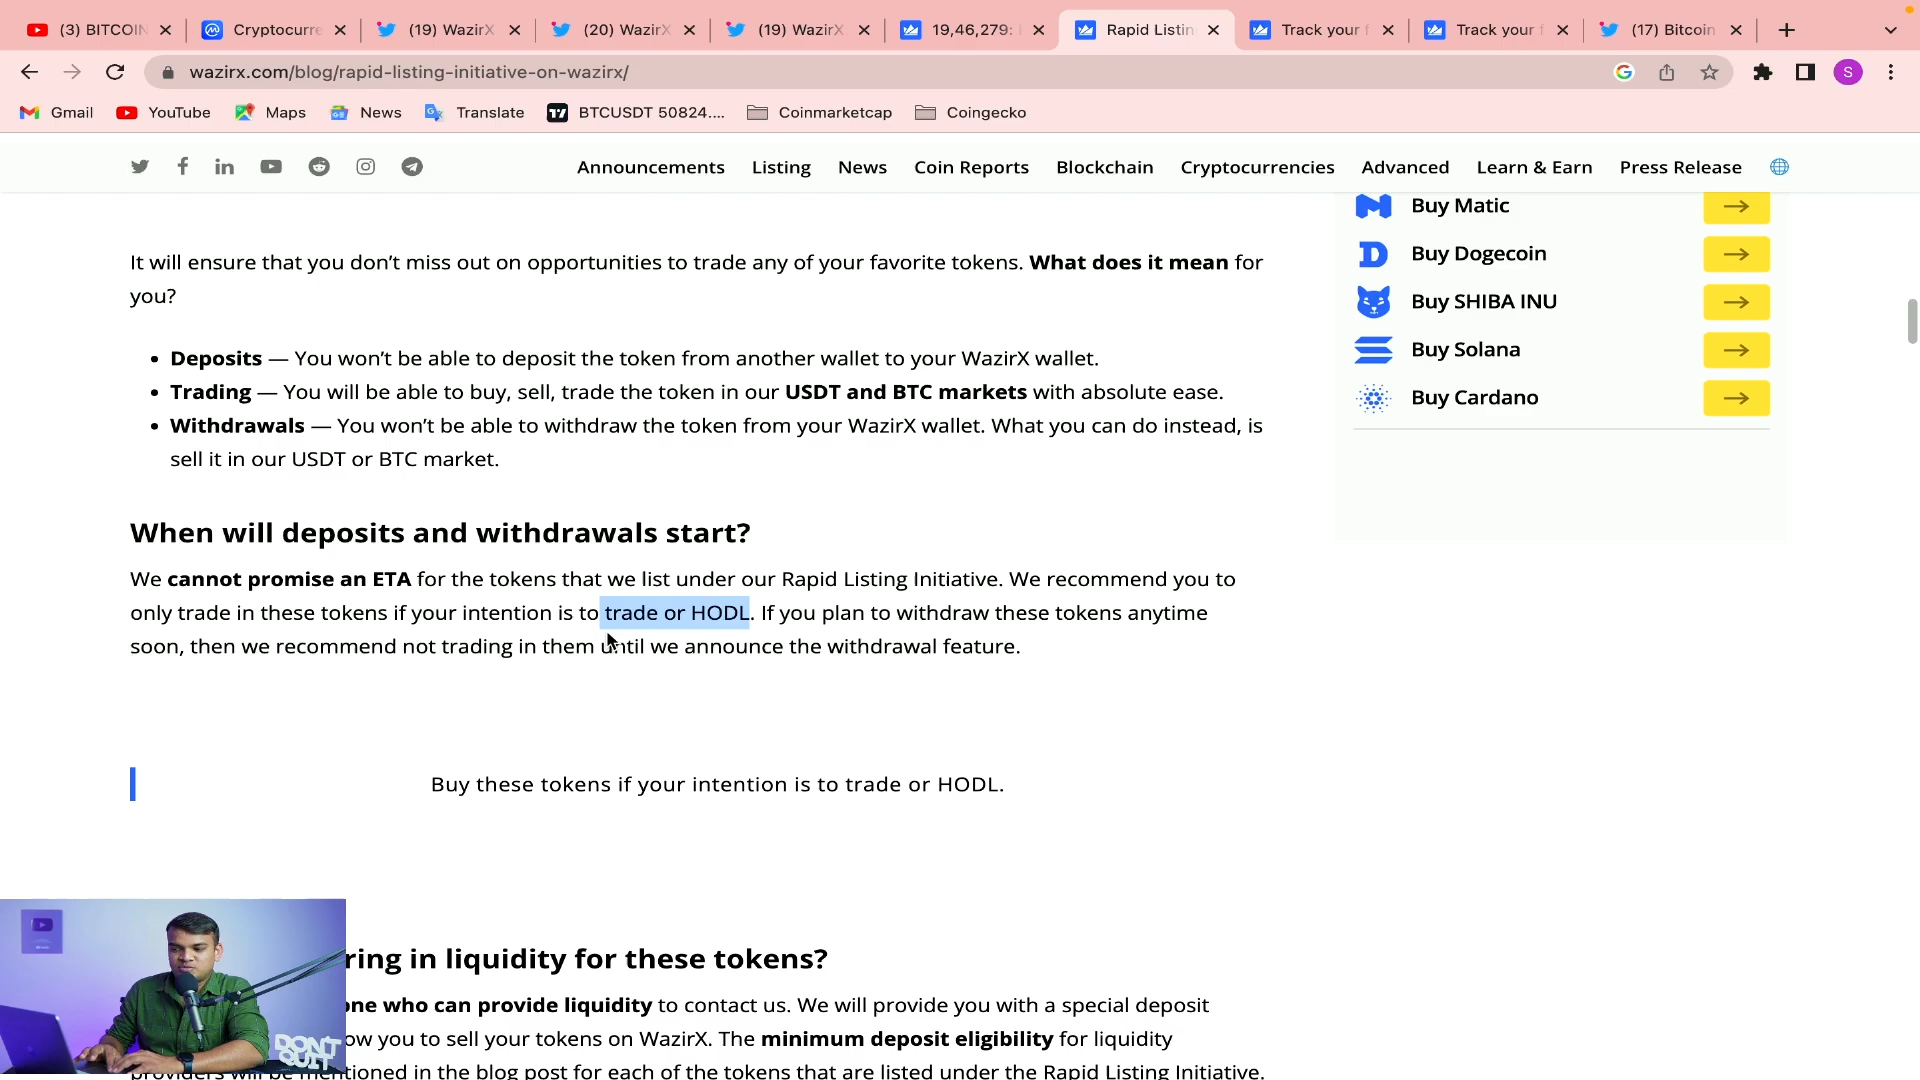 (3) BITCOIN
Cryptocurre
(19) WazirX
(20) WazirX
(19) WazirX
19,46,279:
Rapid Listin
Track your f
Track your f
(17) Bitcoin
wazirx.com/blog/rapid-listing-initiative-on-wazirx/
S
Gmail
YouTube
Maps
News
Translate
BTCUSDT 50824....
Coinmarketcap
Coingecko
Announcements
Listing
News
Coin Reports
Blockchain
Cryptocurrencies
Advanced
Learn & Earn
Press Release
Buy Matic
Buy Dogecoin
Buy SHIBA INU
Buy Solana
Buy Cardano
It will ensure that you don’t miss out on opportunities to trade any of your favorite tokens. What does it mean for
you?
• Deposits — You won’t be able to deposit the token from another wallet to your WazirX wallet.
• Trading — You will be able to buy, sell, trade the token in our USDT and BTC markets with absolute ease.
• Withdrawals — You won’t be able to withdraw the token from your WazirX wallet. What you can do instead, is
sell it in our USDT or BTC market.
When will deposits and withdrawals start?
We cannot promise an ETA for the tokens that we list under our Rapid Listing Initiative. We recommend you to
only trade in these tokens if your intention is to trade or HODL. If you plan to withdraw these tokens anytime
soon, then we recommend not trading in them until we announce the withdrawal feature.
Buy these tokens if your intention is to trade or HODL.
ring in liquidity for these tokens?
one who can provide liquidity to contact us. We will provide you with a special deposit
ow you to sell your tokens on WazirX. The minimum deposit eligibility for liquidity
providers will be mentioned in the blog post for each of the tokens that are listed under the Rapid Listing Initiative.
DON'T
QUIT